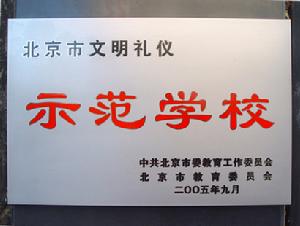 北京市文明礼仪
示范学校
中共北京市委教育工作委员会
北京市教育委员会
二〇〇五年九月